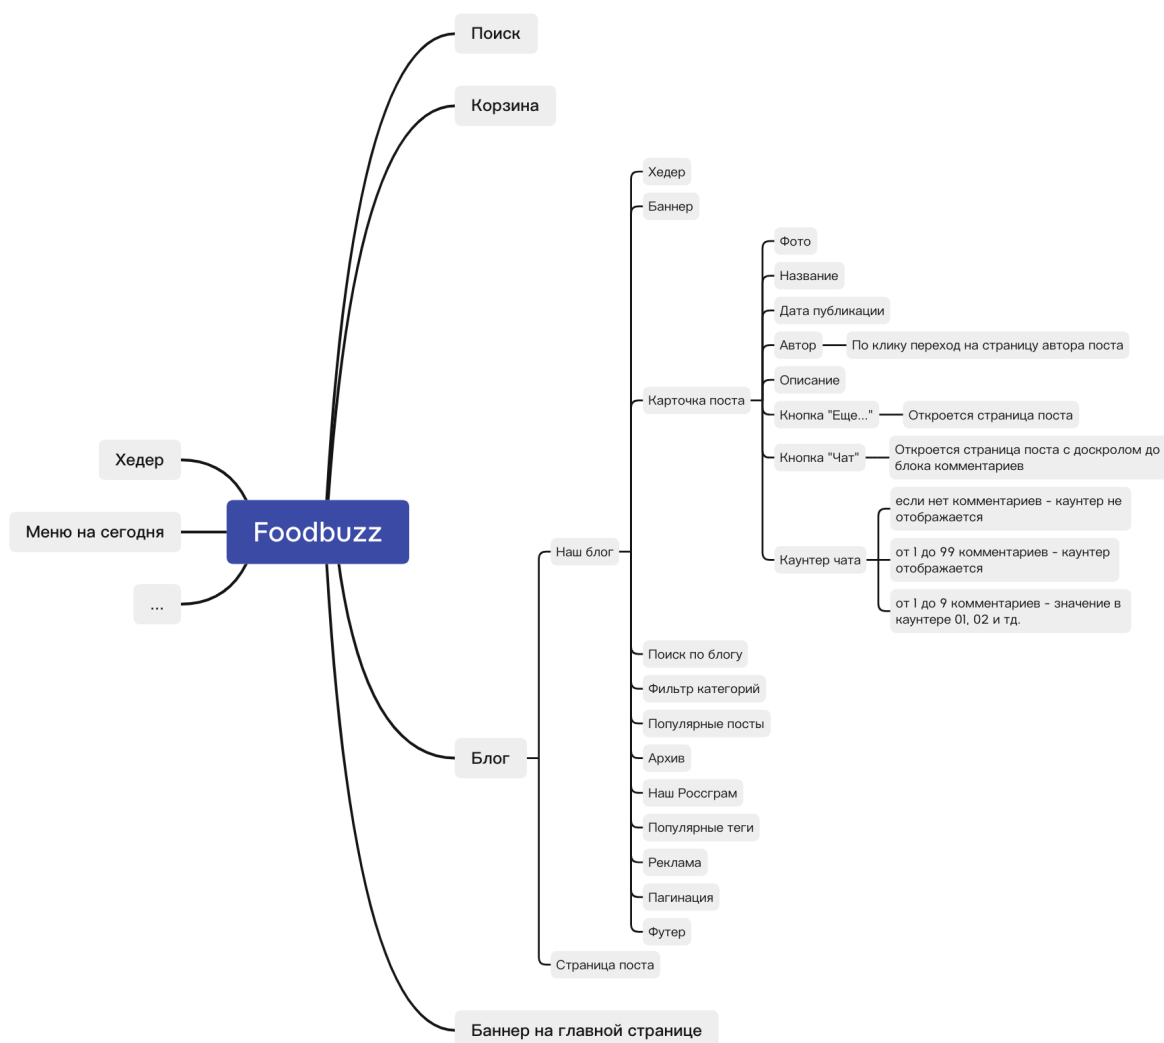 Поиск
Корзина
Хедер
Баннер
Фото
Название
Дата публикации
Автор
По клику переход на страницу автора поста
Описание
Карточка поста
Кнопка "Еще..."
Откроется страница поста
Кнопка "Чат"
Откроется страница поста с доскролом до
блока комментариев
если нет комментариев - каунтер не
отображается
Каунтер чата
от 1 до 99 комментариев - каунтер
отображается
от 1 до 9 комментариев - значение в
каунтере 01, 02 и тд.
Хедер
Меню на сегодня
...
Foodbuzz
Наш блог
Поиск по блогу
Фильтр категорий
Популярные посты
Блог
Архив
Наш Россграм
Популярные теги
Реклама
Пагинация
Футер
Страница поста
Баннер на главной странице